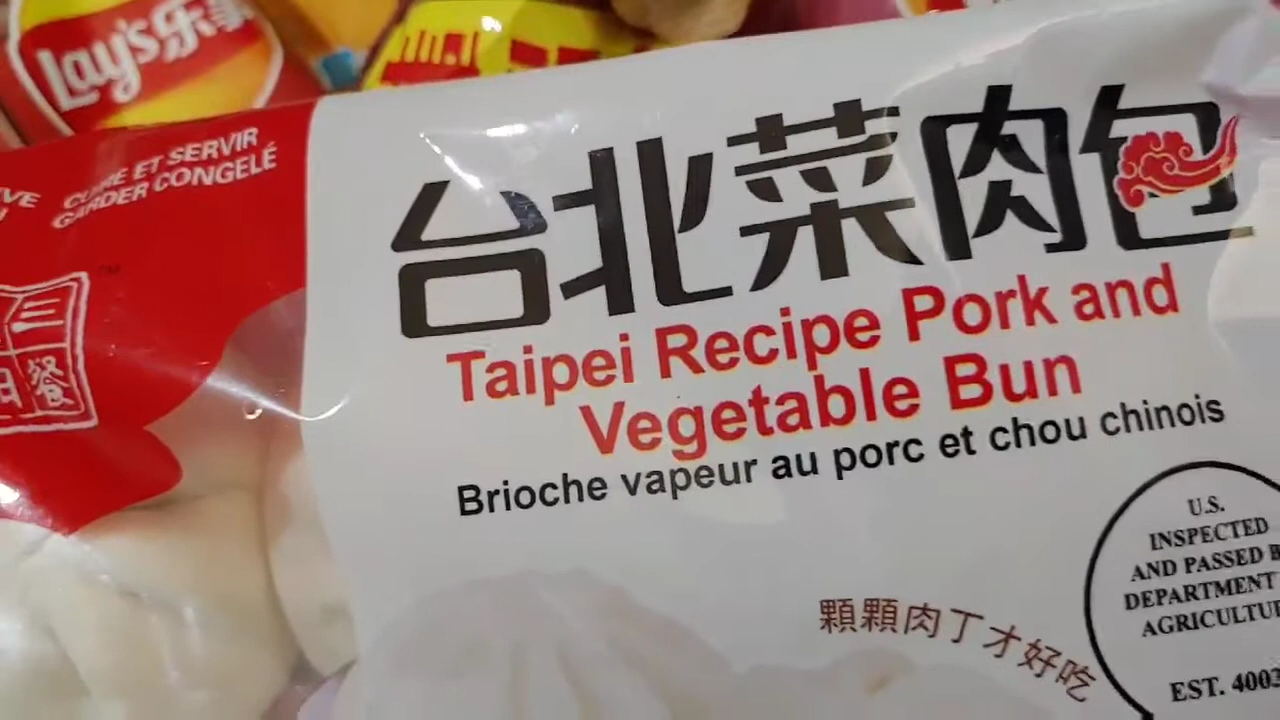 Lay's乐事
CUIRE ET SERVIR
GARDER CONGELÉ
台北菜肉包
Taipei Recipe Pork and
Vegetable Bun
Brioche vapeur au porc et chou chinois
顆顆肉丁才好吃
U.S.
INSPECTED
AND PASSED B
DEPARTMENT
AGRICULTU
EST. 4002